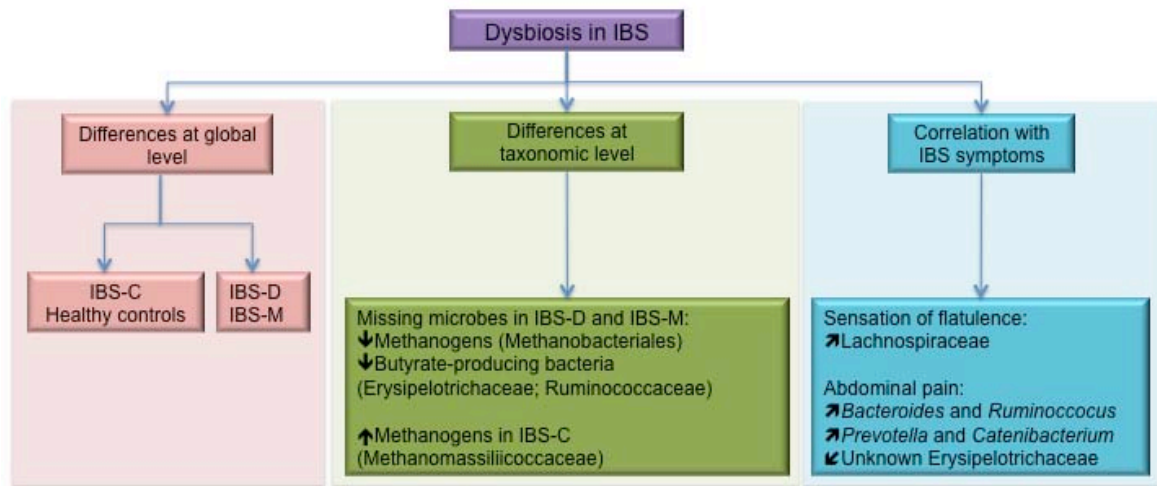 Dysbiosis in IBS
Differences at global
level
IBS-C
Healthy controls
IBS-D
IBS-M
Differences at
taxonomic level
Missing microbes in IBS-D and IBS-M:
↓Methanogens (Methanobacteriales)
↓Butyrate-producing bacteria
(Erysipelotrichaceae; Ruminococcaceae)
↑Methanogens in IBS-C
(Methanomassiliicoccaceae)
Correlation with
IBS symptoms
Sensation of flatulence:
↗Lachnospiraceae
Abdominal pain:
↗Bacteroides and Ruminoccocus
↗Prevotella and Catenibacterium
↙Unknown Erysipelotrichaceae